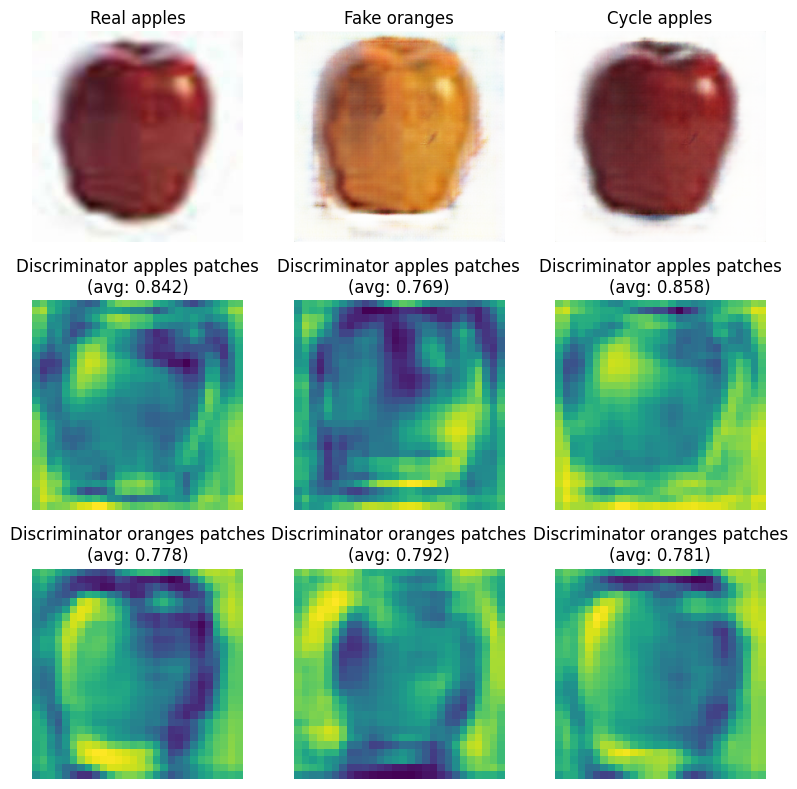 Real apples
Fake oranges
Cycle apples
Discriminator apples patches
(avg: 0.842)
Discriminator apples patches
(avg: 0.769)
Discriminator apples patches
(avg: 0.858)
Discriminator oranges patches
(avg: 0.778)
Discriminator oranges patches
(avg: 0.792)
Discriminator oranges patches
(avg: 0.781)